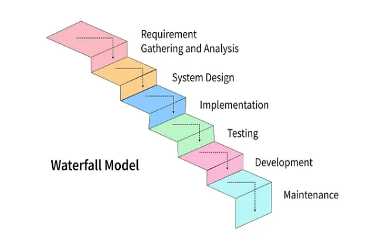 Requirement
Gathering and Analysis
System Design
Implementation
Testing
Waterfall Model
Development
Maintenance